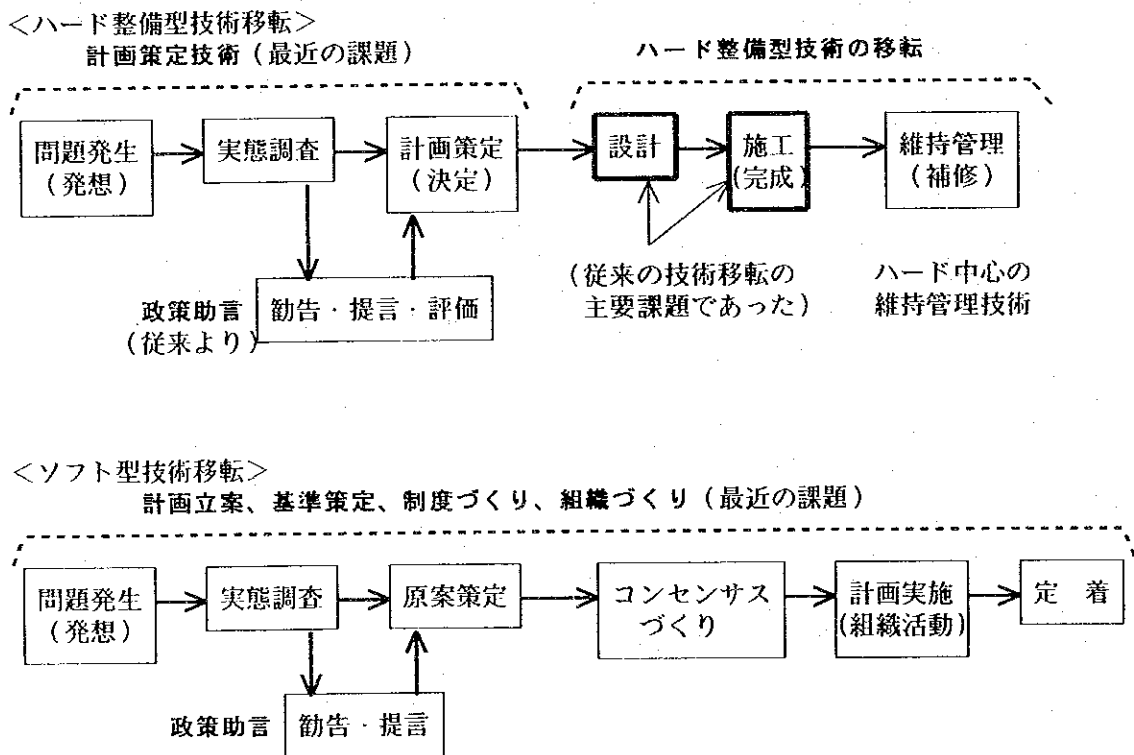 <ハード整備型技術移転>
計画策定技術(最近の課題)
ハード整備型技術の移転
問題発生
(発想)
実態調査
計画策定
(決定)
設計
施工
(完成)
維持管理
(補修)
政策助言
(従来より)
勧告・提言・評価
(従来の技術移転の
主要課題であった)
ハード中心の
維持管理技術
<ソフト型技術移転>
計画立案、基準策定、制度づくり、組織づくり(最近の課題)
問題発生
(発想)
実態調査
原案策定
コンセンサス
づくり
計画実施
(組織活動)
定 着
政策助言
勧告・提言